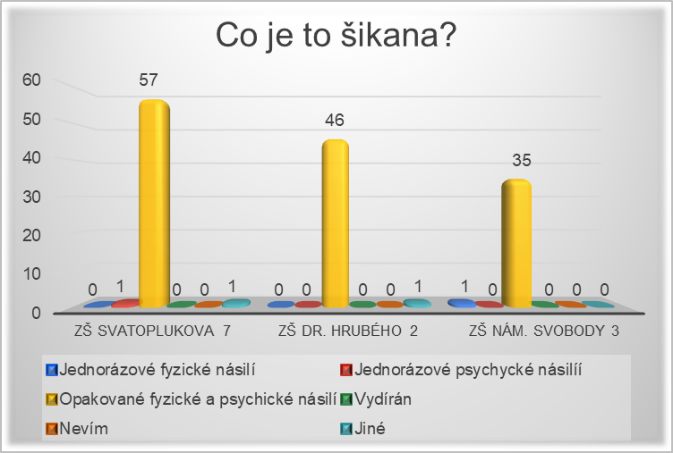 Co je to šikana?
60
50
40
30
20
10
0
57
46
35
0 1 0 0 1
0 0 0 0 1
1 0 0 0 0
ZŠ SVATOPLUKOVA 7
ZŠ DR. HRUBÉHO 2
ZŠ NÁM. SVOBODY 3
Jednorázové fyzické násilí
Jednorázové psychycké násilíí
Opakované fyzické a psychické násilí
Vydírán
Nevím
Jiné